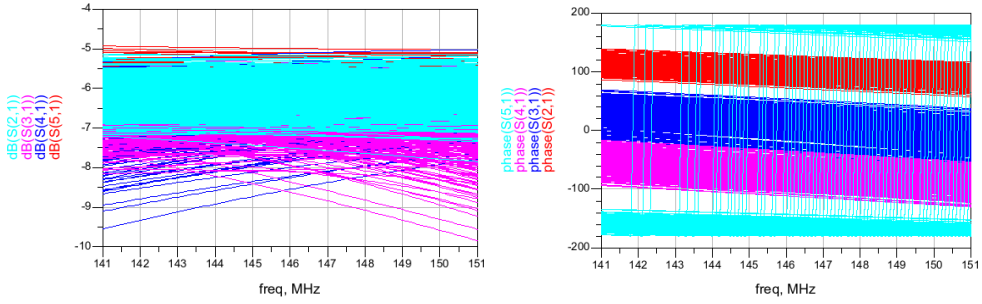 -4
-5
-6
-7
-8
-9
-10
dB(S(2,1))
dB(S(3,1))
dB(S(4,1))
dB(S(5,1))
141 142 143 144 145 146 147 148 149 150 151
freq, MHz
200
100
0
-100
-200
phase(S(5,1))
phase(S(4,1))
phase(S(3,1))
phase(S(2,1))
141 142 143 144 145 146 147 148 149 150 151
freq, MHz